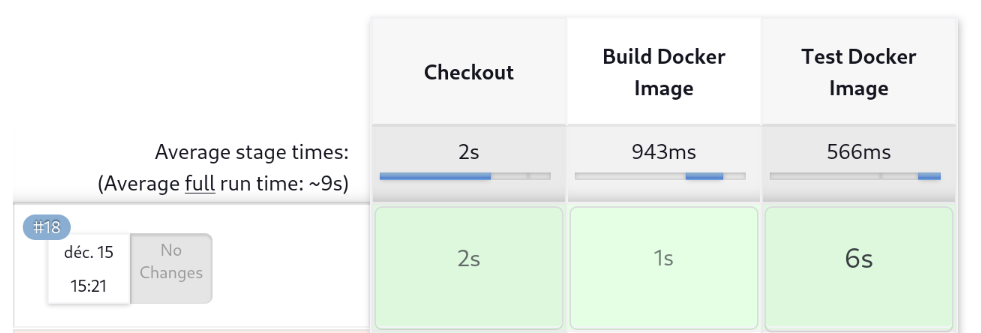 Checkout
Build Docker
Image
Test Docker
Image
Average stage times:
(Average full run time: ~9s)
2s
943ms
566ms
#18
déc. 15
15:21
No
Changes
2s
1s
6s